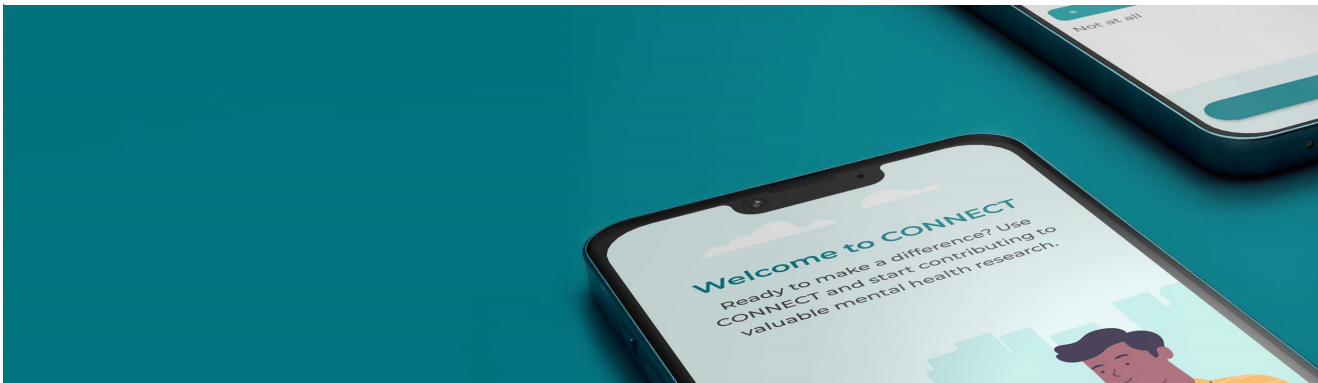 Not at all
Welcome to CONNECT
Ready to make a difference? Use
CONNECT and start contributing to
valuable mental health research.